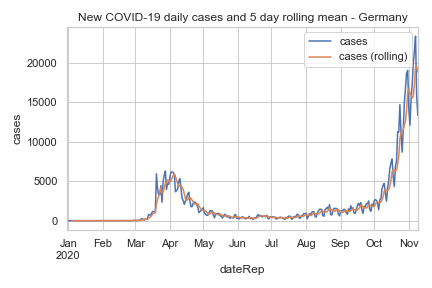 New COVID-19 daily cases and 5 day rolling mean - Germany
cases
cases (rolling)
20000
15000
10000
5000
0
cases
Jan Feb Mar Apr May Jun Jul Aug Sep Oct Nov
2020
dateRep